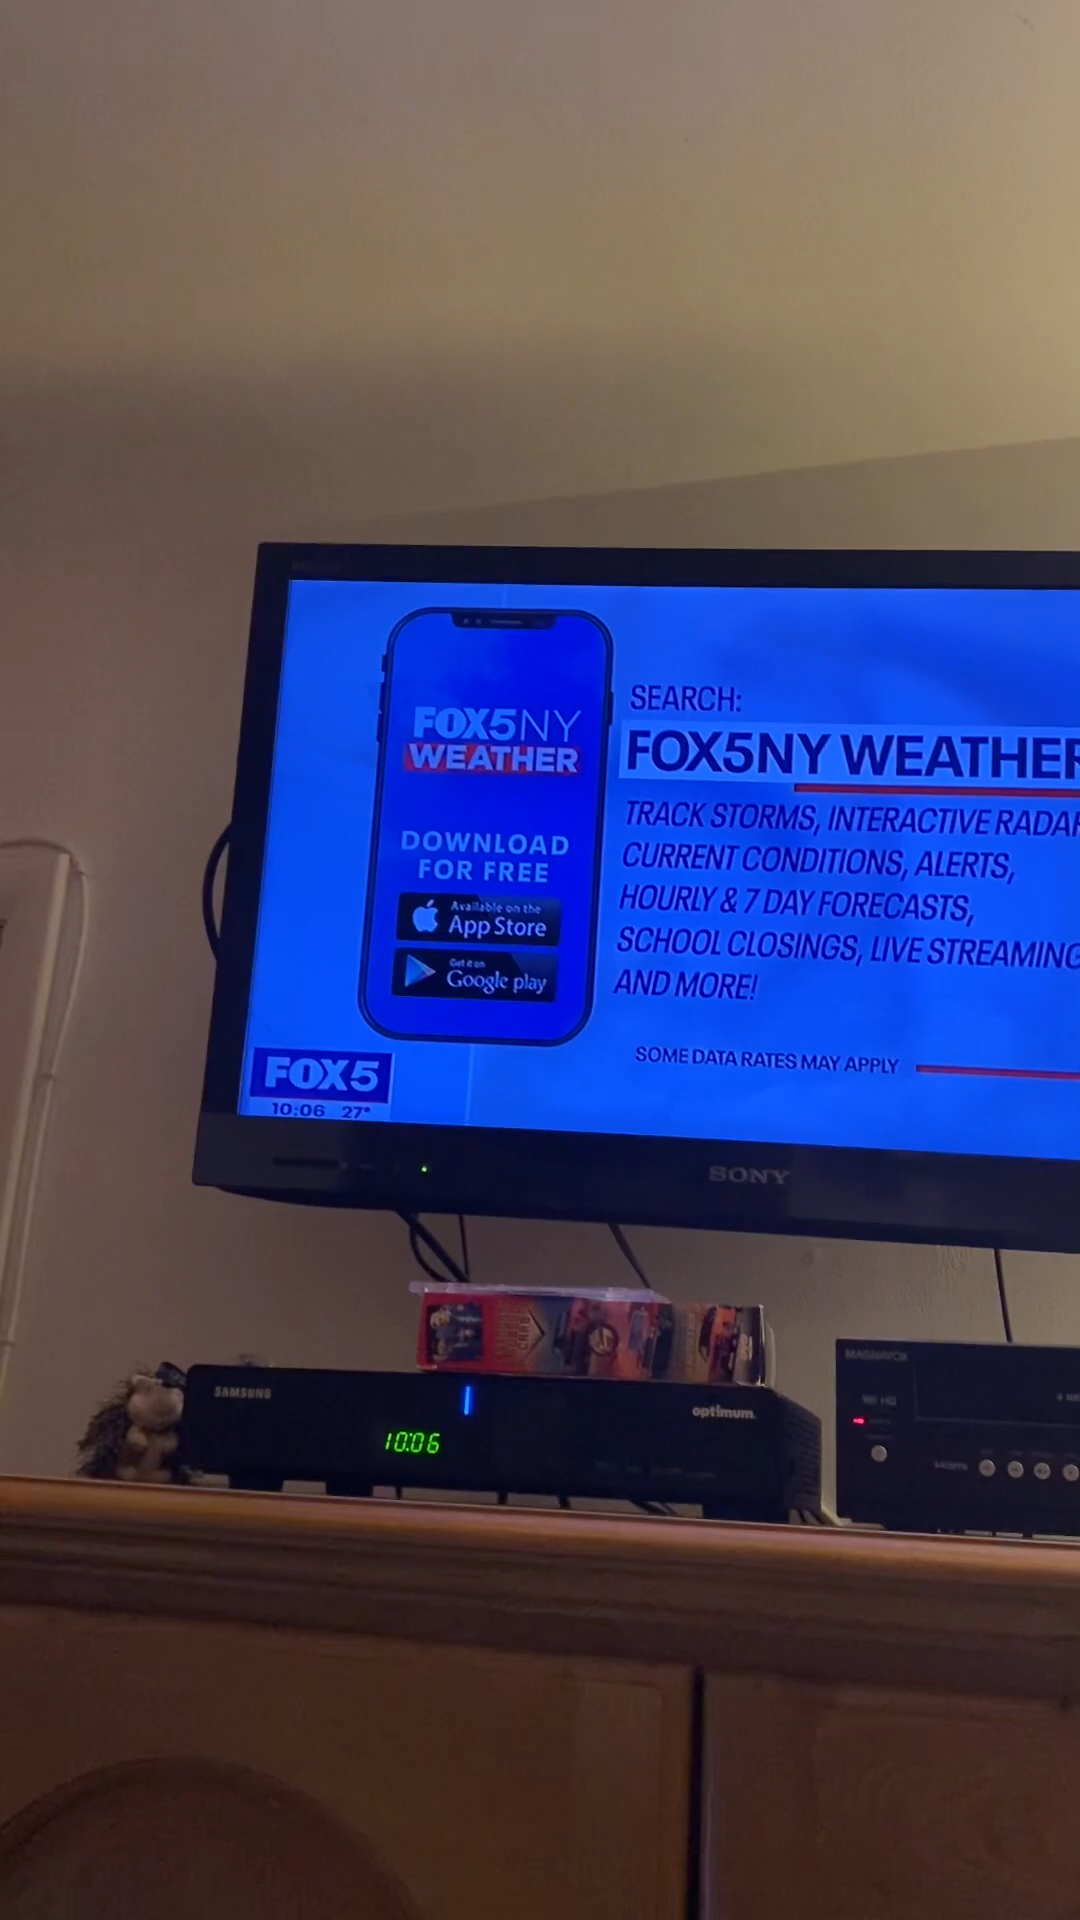 FOX5NY
WEATHER
DOWNLOAD
FOR FREE
Available on the
App Store
Get it on
Google play
SEARCH:
FOX5NY WEATHER
TRACK STORMS, INTERACTIVE RADAR
CURRENT CONDITIONS, ALERTS,
HOURLY & 7 DAY FORECASTS,
SCHOOL CLOSINGS, LIVE STREAMING
AND MORE!
SOME DATA RATES MAY APPLY
FOX5
10:06 27°
SONY
SAMSUNG
optimum.
10:06
MAGNAVOX
HDMI